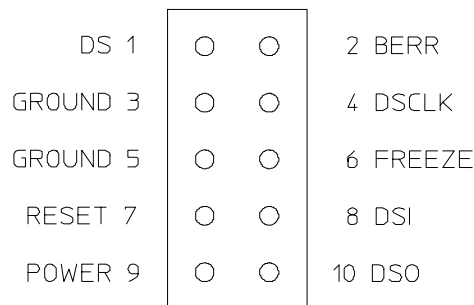 DS 1 2 BERR
GROUND 3 4 DSCLK
GROUND 5 6 FREEZE
RESET 7 8 DSI
POWER 9 10 DSO